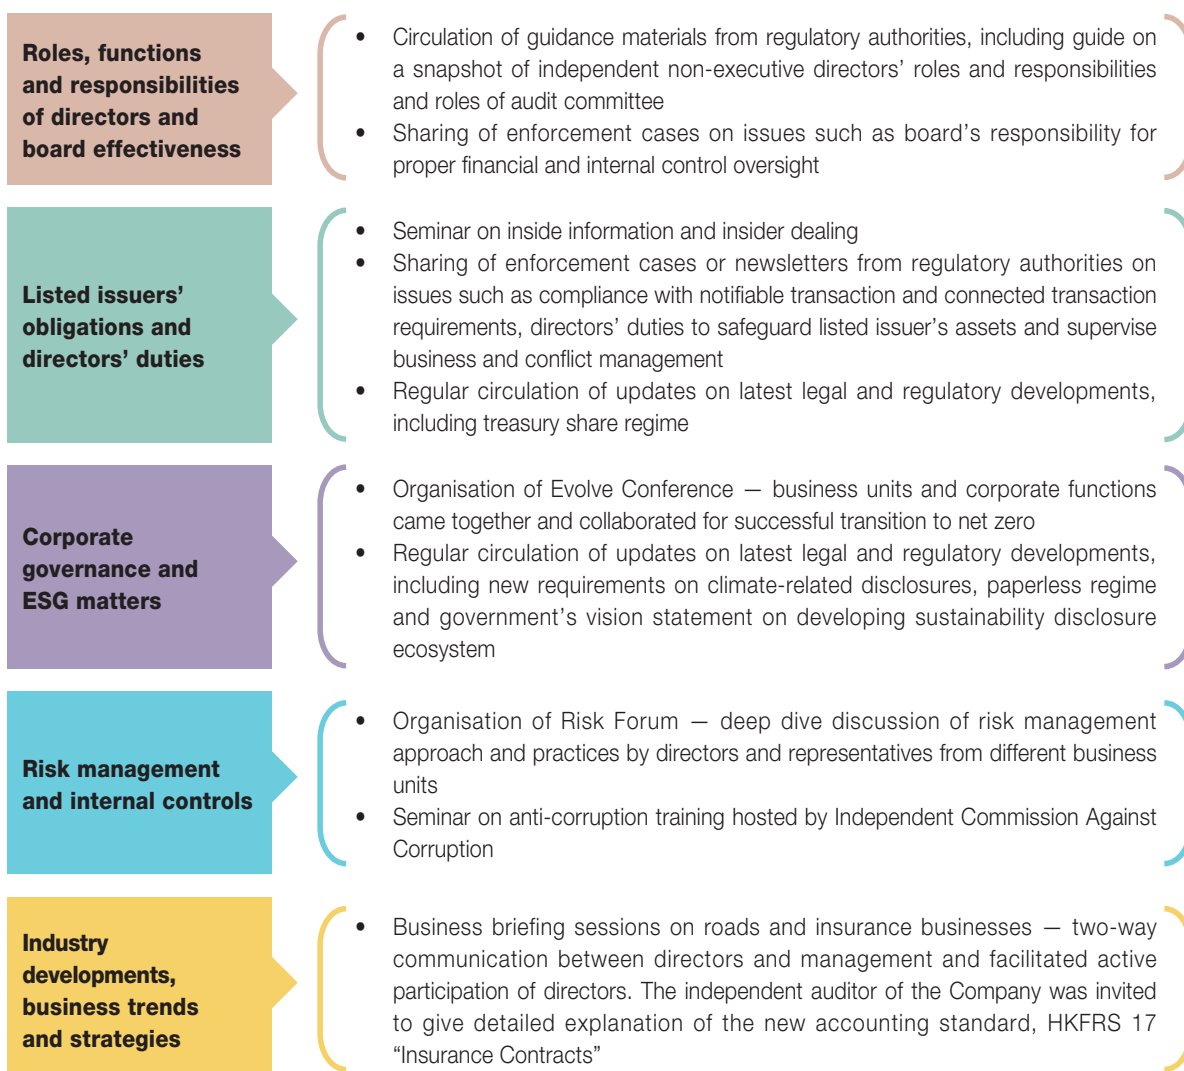 Roles, functions
and responsibilities
of directors and
board effectiveness
• Circulation of guidance materials from regulatory authorities, including guide on
a snapshot of independent non-executive directors’ roles and responsibilities
and roles of audit committee
• Sharing of enforcement cases on issues such as board’s responsibility for
proper financial and internal control oversight
Listed issuers’
obligations and
directors’ duties
• Seminar on inside information and insider dealing
• Sharing of enforcement cases or newsletters from regulatory authorities on
issues such as compliance with notifiable transaction and connected transaction
requirements, directors’ duties to safeguard listed issuer’s assets and supervise
business and conflict management
• Regular circulation of updates on latest legal and regulatory developments,
including treasury share regime
Corporate
governance and
ESG matters
• Organisation of Evolve Conference — business units and corporate functions
came together and collaborated for successful transition to net zero
• Regular circulation of updates on latest legal and regulatory developments,
including new requirements on climate-related disclosures, paperless regime
and government’s vision statement on developing sustainability disclosure
ecosystem
Risk management
and internal controls
• Organisation of Risk Forum — deep dive discussion of risk management
approach and practices by directors and representatives from different business
units
• Seminar on anti-corruption training hosted by Independent Commission Against
Corruption
Industry
developments,
business trends
and strategies
• Business briefing sessions on roads and insurance businesses — two-way
communication between directors and management and facilitated active
participation of directors. The independent auditor of the Company was invited
to give detailed explanation of the new accounting standard, HKFRS 17
“Insurance Contracts”